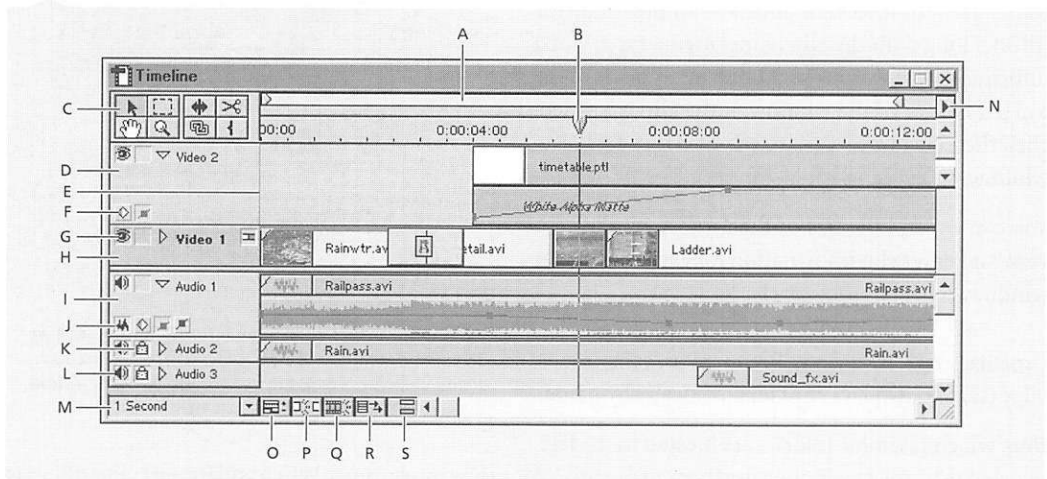 A B
Timeline
C N
00:00 0:00:04:00 0:00:08:00 0:00:12:00
D Video 2 timetable.ptl
E
F White Alpha Matte
G Video 1 Rainwtr.av etail.avi Ladder.avi
H
I Audio 1 Railpass.avi Railpass.avi
J
K Audio 2 Rain.avi Rain.avi
L Audio 3 Sound_fx.avi
M 1 Second
O P Q R S